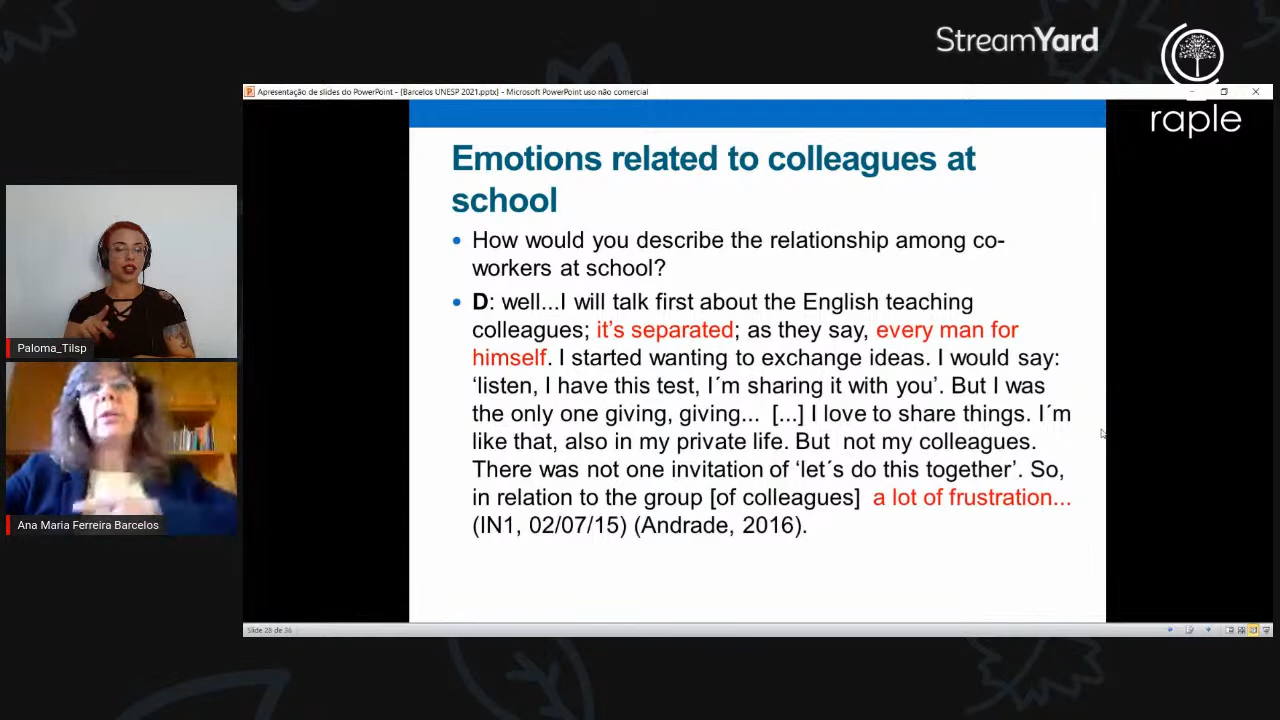 StreamYard
raple
Apresentação de slides do PowerPoint - [Barcelos UNESP 2021.pptx] - Microsoft PowerPoint uso não comercial
Emotions related to colleagues at
school
• How would you describe the relationship among co-
workers at school?
• D: well...I will talk first about the English teaching
colleagues; it's separated; as they say, every man for
himself. I started wanting to exchange ideas. I would say:
‘listen, I have this test, I´m sharing it with you’. But I was
the only one giving, giving... [...] I love to share things. I´m
like that, also in my private life. But not my colleagues.
There was not one invitation of ‘let´s do this together’. So,
in relation to the group [of colleagues] a lot of frustration...
(IN1, 02/07/15) (Andrade, 2016).
Paloma_Tilsp
Ana Maria Ferreira Barcelos
Slide 28 de 36